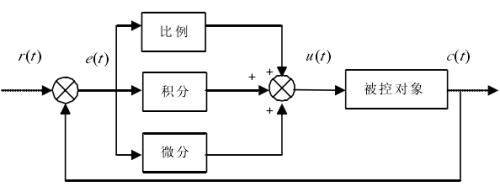 比例
r(t)
e(t)
+
u(t)
c(t)
+
积分
被控对象
+
微分